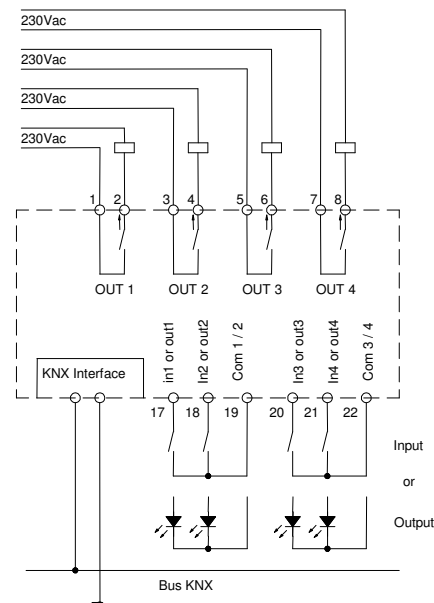 230Vac
230Vac
230Vac
230Vac
1 2 3 4 5 6 7 8
OUT 1 OUT 2 OUT 3 OUT 4
in1 or out1
In2 or out2
Com 1 / 2
In3 or out3
In4 or out4
Com 3 / 4
KNX Interface
17 18 19 20 21 22
Input
or
Output
Bus KNX